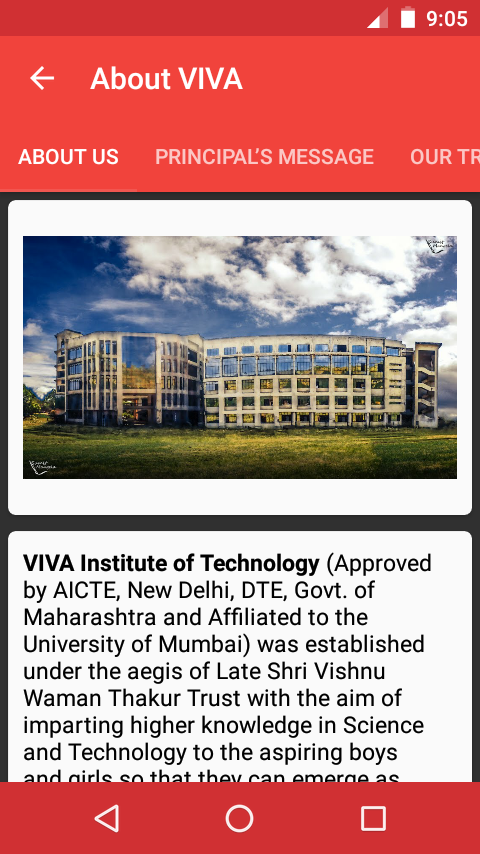 9:05
About VIVA
ABOUT US
PRINCIPAL'S MESSAGE
OUR TR
VIVA Institute of Technology (Approved
by AICTE, New Delhi, DTE, Govt. of
Maharashtra and Affiliated to the
University of Mumbai) was established
under the aegis of Late Shri Vishnu
Waman Thakur Trust with the aim of
imparting higher knowledge in Science
and Technology to the aspiring boys
and girls so that they can emerge as